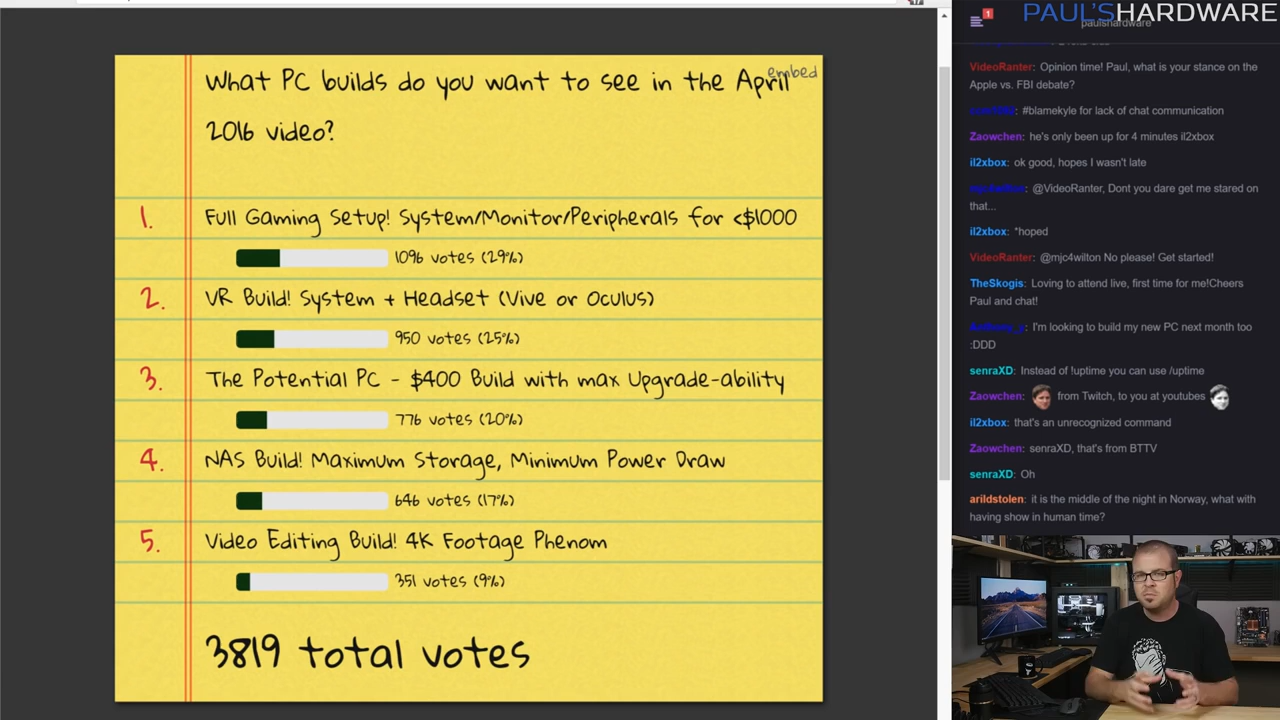 What PC builds do you want to see in the April
embed
2016 video?
1. Full Gaming Setup! System/Monitor/Peripherals for <$1000
1096 votes (29%)
2. VR Build! System + Headset (Vive or Oculus)
950 votes (25%)
3. The Potential PC - $400 Build with max Upgrade-ability
776 votes (20%)
4. NAS Build! Maximum Storage, Minimum Power Draw
646 votes (17%)
5. Video Editing Build! 4K Footage Phenom
351 votes (9%)
3819 total votes
1
PAUL'SHARDWARE
paulshardware
VideoRanter: Opinion time! Paul, what is your stance on the
Apple vs. FBI debate?
#blamekyle for lack of chat communication
Zaowchen: he's only been up for 4 minutes il2xbox
il2xbox: ok good, hopes I wasn't late
@VideoRanter, Dont you dare get me stared on
that...
il2xbox: *hoped
VideoRanter: @mjc4wilton No please! Get started!
TheSkogis: Loving to attend live, first time for me!Cheers
Paul and chat!
I'm looking to build my new PC next month too
:DDD
senraXD: Instead of !uptime you can use /uptime
Zaowchen: from Twitch, to you at youtubes
il2xbox: that's an unrecognized command
Zaowchen: senraXD, that's from BTTV
senraXD: Oh
arildstolen: it is the middle of the night in Norway, what with
having show in human time?